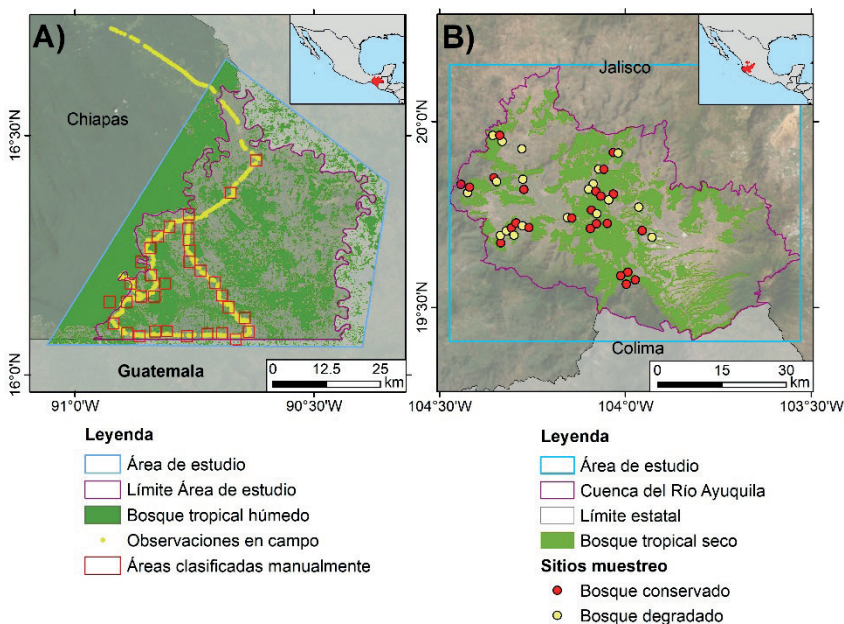 A)
Chiapas
16°30'N
16°0'N
Guatemala
0 12.5 25
km
91°0'W 90°30'W
Leyenda
Área de estudio
Límite Área de estudio
Bosque tropical húmedo
Observaciones en campo
Áreas clasificadas manualmente
B)
Jalisco
20°0'N
19°30'N
Colima
0 15 30
km
104°30'W 104°0'W 103°30'W
Leyenda
Área de estudio
Cuenca del Río Ayuquila
Límite estatal
Bosque tropical seco
Sitios muestreo
Bosque conservado
Bosque degradado